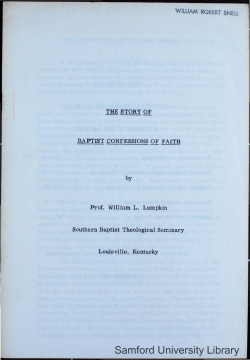 WILLIAM ROBERT SNELL
THE STORY OF
BAPTIST CONFESSIONS OF FAITH
by
Prof. William L. Lumpkin
Southern Baptist Theological Seminary
Louisville, Kentucky
Samford University Library